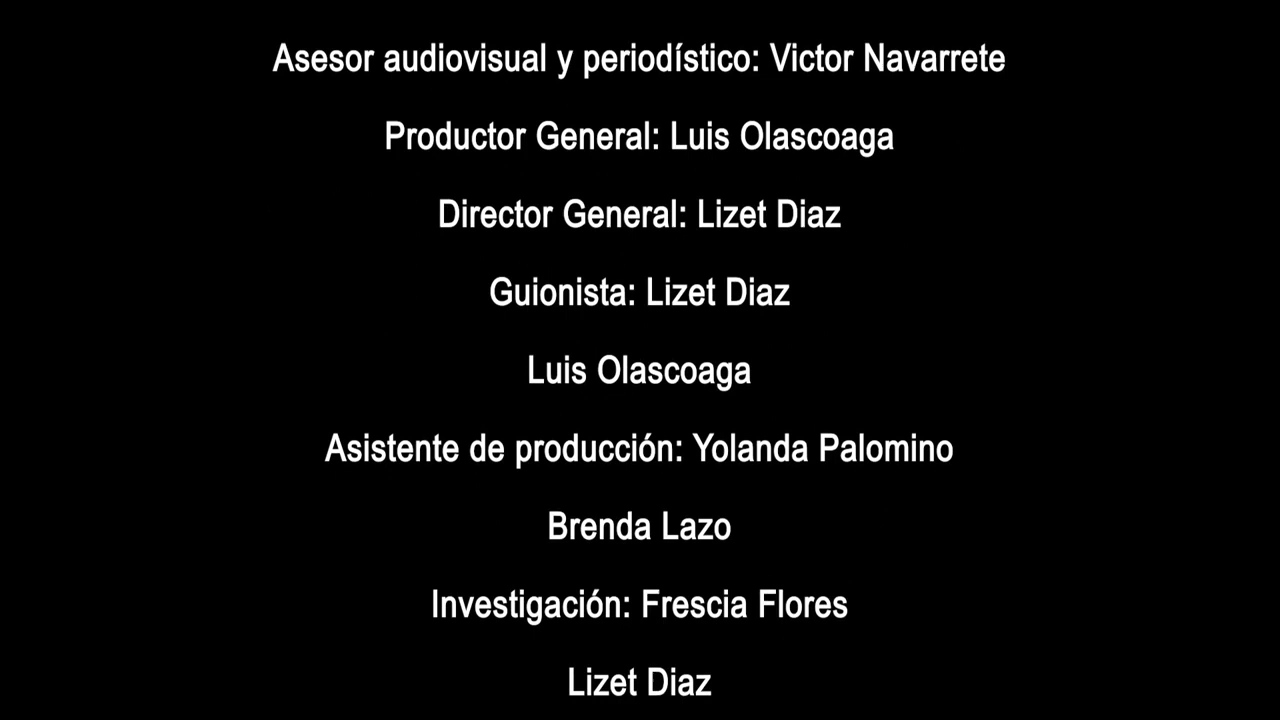 Asesor audiovisual y periodístico: Victor Navarrete
Productor General: Luis Olascoaga
Director General: Lizet Diaz
Guionista: Lizet Diaz
Luis Olascoaga
Asistente de producción: Yolanda Palomino
Brenda Lazo
Investigación: Frescia Flores
Lizet Diaz